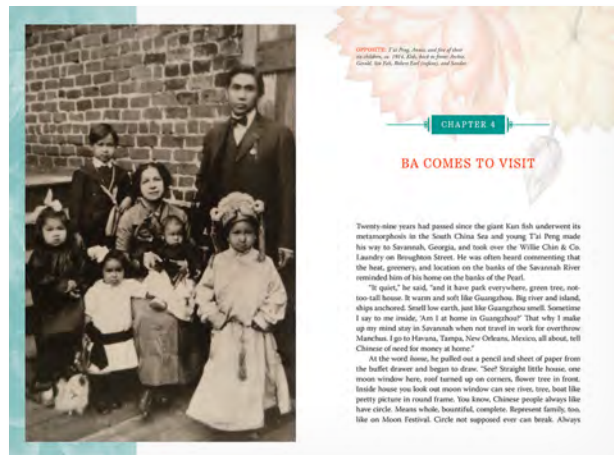 OPPOSITE: T'ai Peng, Annie, and five of their
six children, ca. 1914. Kids, back to front: Archie,
Gerald, Sin Fah, Robert Earl (infant), and Sandor.
CHAPTER 4
BA COMES TO VISIT
Twenty-nine years had passed since the giant Kun fish underwent its
metamorphosis in the South China Sea and young T'ai Peng made
his way to Savannah, Georgia, and took over the Willie Chin & Co.
Laundry on Broughton Street. He was often heard commenting that
the heat, greenery, and location on the banks of the Savannah River
reminded him of his home on the banks of the Pearl.
"It quiet," he said, "and it have park everywhere, green tree, not-
too-tall house. It warm and soft like Guangzhou. Big river and island,
ships anchored. Smell low earth, just like Guangzhou smell. Sometime
I say to me inside, 'Am I at home in Guangzhou?' That why I make
up my mind stay in Savannah when not travel in work for overthrow
Manchus. I go to Havana, Tampa, New Orleans, Mexico, all about, tell
Chinese of need for money at home."
At the word home, he pulled out a pencil and sheet of paper from
the buffet drawer and began to draw. "See? Straight little house, one
moon window here, roof turned up on corners, flower tree in front.
Inside house you look out moon window can see river, tree, boat like
pretty picture in round frame. You know, Chinese people always like
have circle. Means whole, bountiful, complete. Represent family, too,
like on Moon Festival. Circle not supposed ever can break. Always